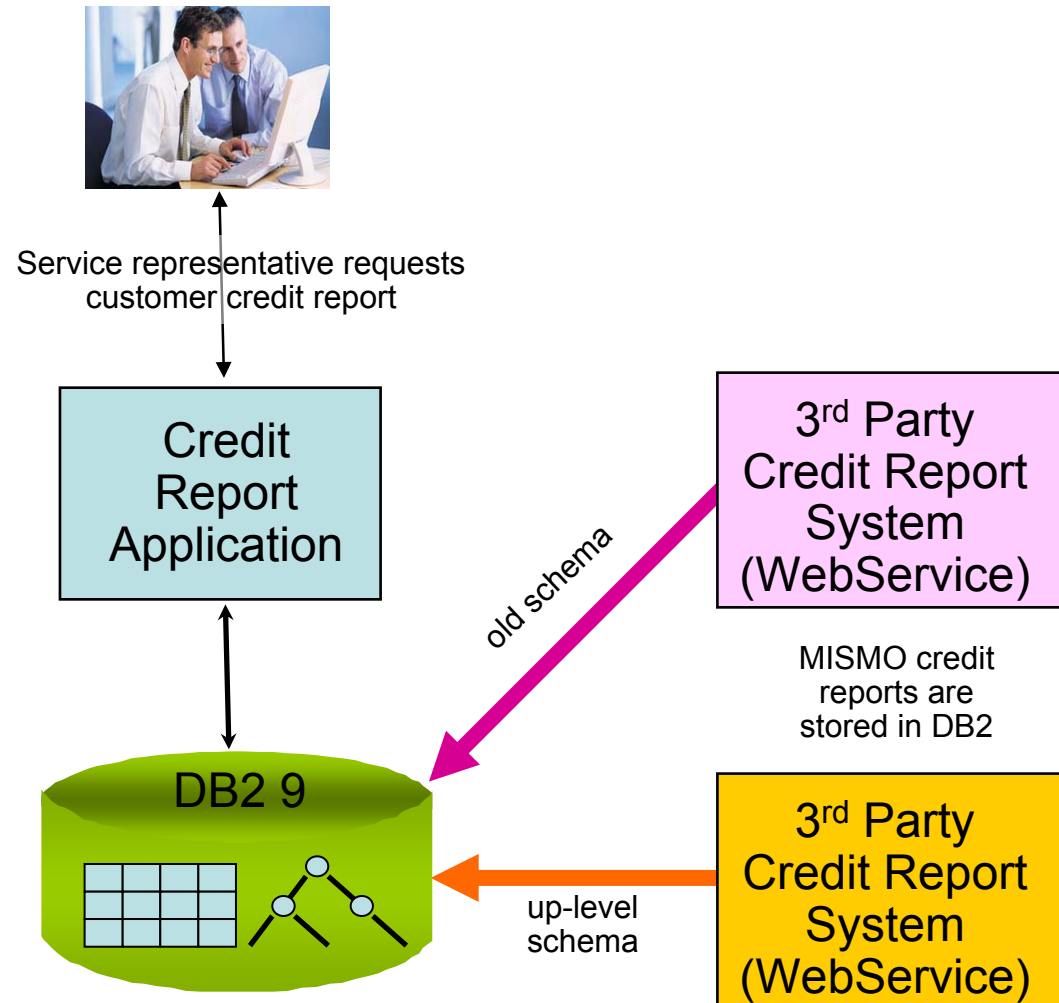 Service representative requests
customer credit report
Credit
Report
Application
3rd Party
Credit Report
System
(WebService)
old schema
MISMO credit
reports are
stored in DB2
DB2 9
up-level
schema
3rd Party
Credit Report
System
(WebService)